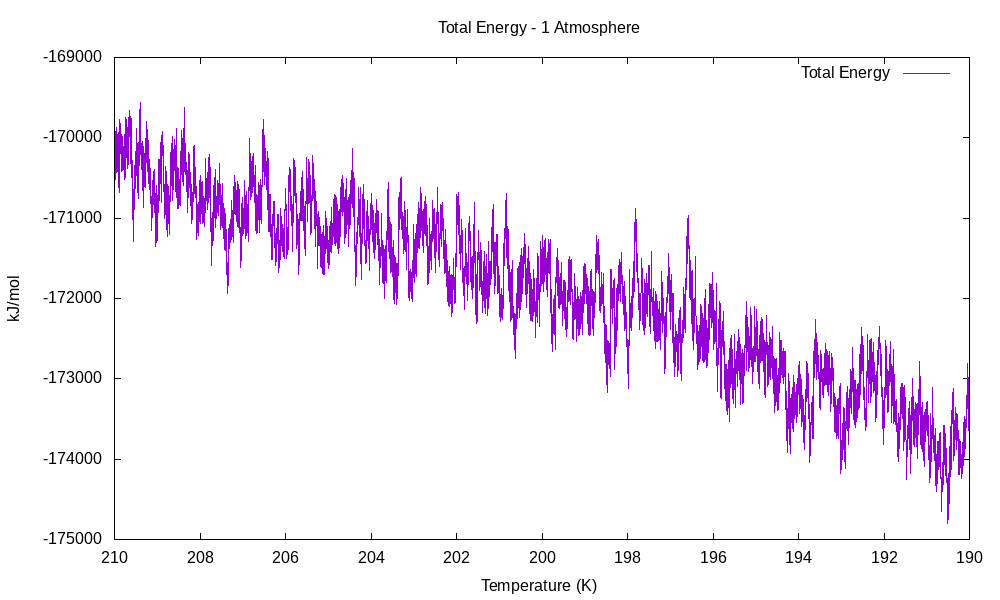 Total Energy - 1 Atmosphere
-169000
Total Energy
-170000
-171000
-172000
kJ/mol
-173000
-174000
-175000
210 208 206 204 202 200 198 196 194 192 190
Temperature (K)